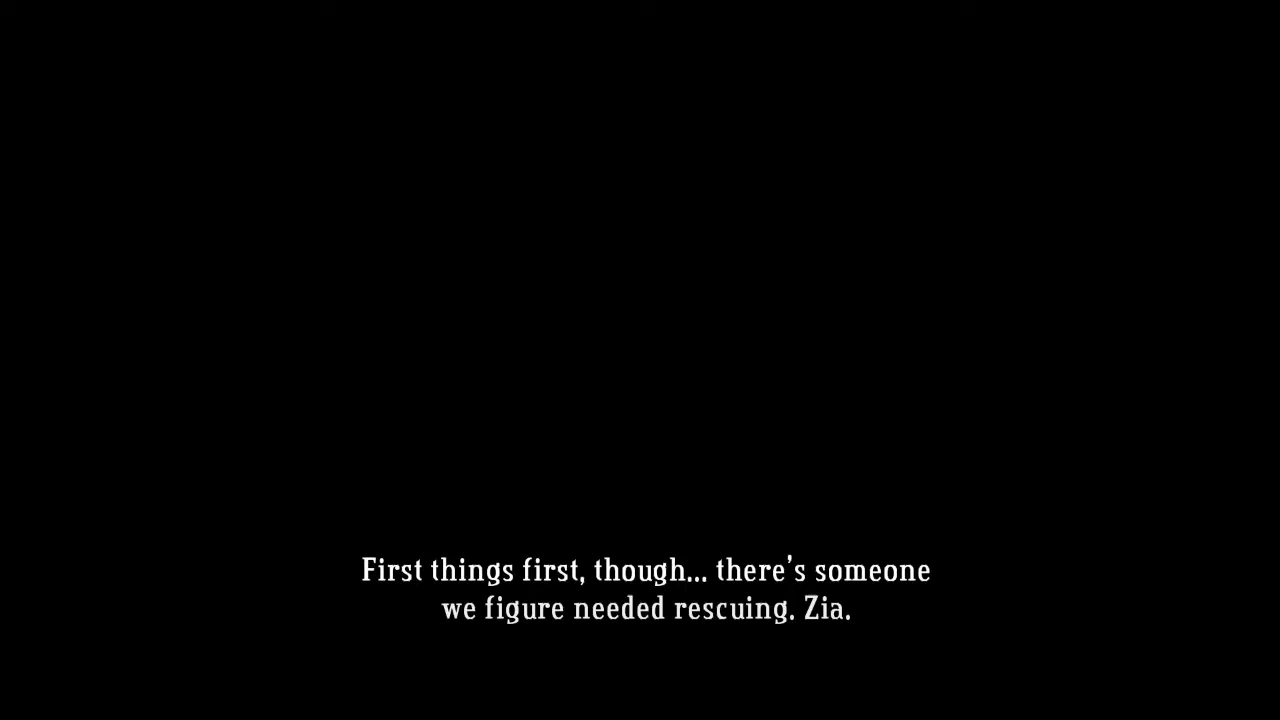 First things first, though... there's someone
we figure needed rescuing. Zia.